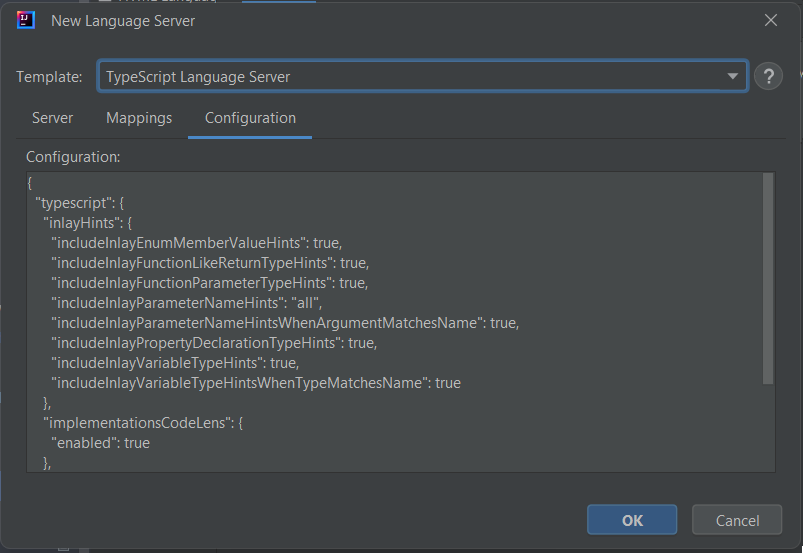 New Language Server
Template: TypeScript Language Server ?
Server Mappings Configuration
Configuration:
{
"typescript": {
"inlayHints": {
"includeInlayEnumMemberValueHints": true,
"includeInlayFunctionLikeReturnTypeHints": true,
"includeInlayFunctionParameterTypeHints": true,
"includeInlayParameterNameHints": "all",
"includeInlayParameterNameHintsWhenArgumentMatchesName": true,
"includeInlayPropertyDeclarationTypeHints": true,
"includeInlayVariableTypeHints": true,
"includeInlayVariableTypeHintsWhenTypeMatchesName": true
},
"implementationsCodeLens": {
"enabled": true
},
OK Cancel